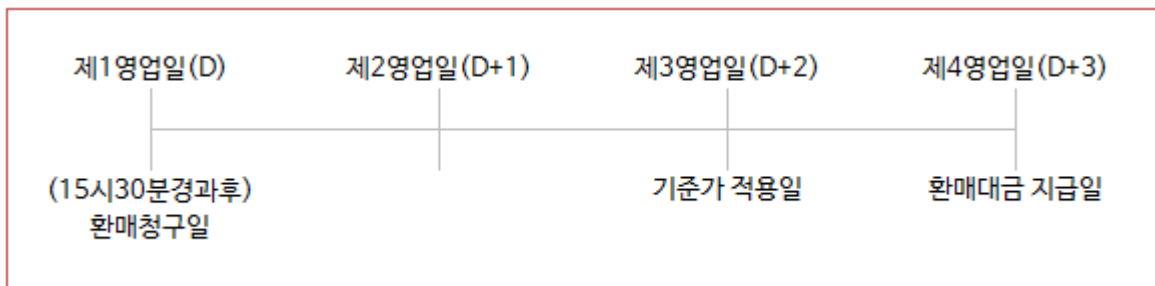 제1영업일(D) 제2영업일(D+1) 제3영업일(D+2) 제4영업일(D+3)
(15시30분경과후) 기준가 적용일 환매대금 지급일
환매청구일